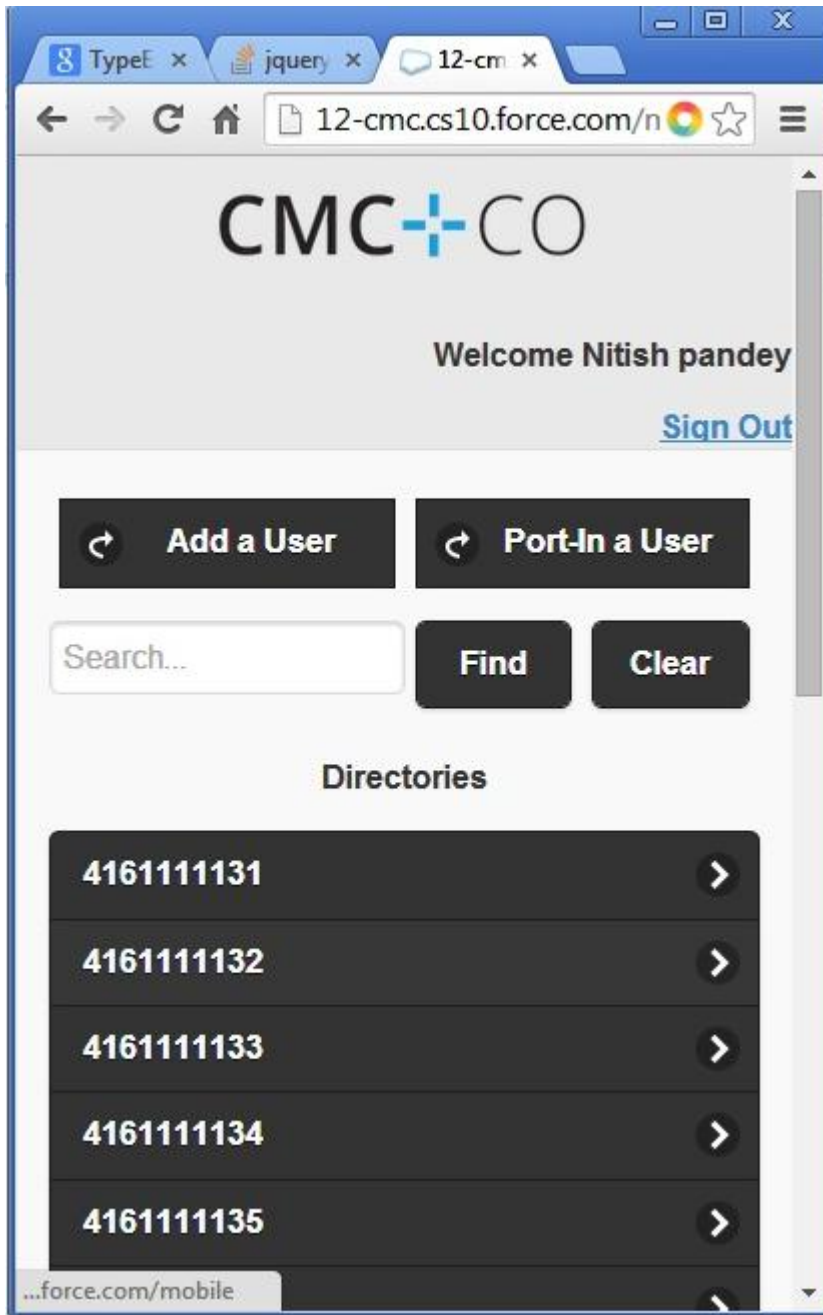 TypeE
jquery
12-cm
12-cmc.cs10.force.com/n
CMC CO
Welcome Nitish pandey
Sign Out
Add a User
Port-In a User
Search...
Find
Clear
Directories
4161111131
4161111132
4161111133
4161111134
4161111135
...force.com/mobile